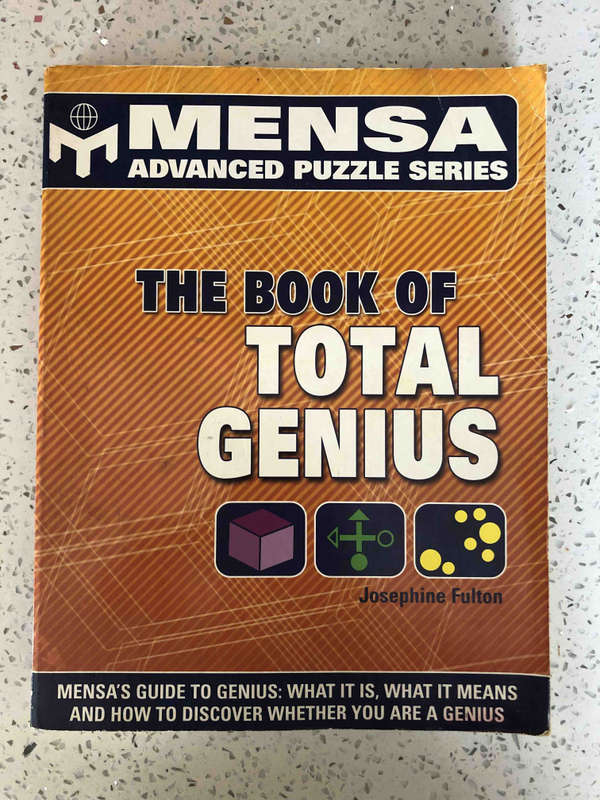 MENSA
ADVANCED PUZZLE SERIES
THE BOOK OF
TOTAL
GENIUS
Josephine Fulton
MENSA'S GUIDE TO GENIUS: WHAT IT IS, WHAT IT MEANS
AND HOW TO DISCOVER WHETHER YOU ARE A GENIUS